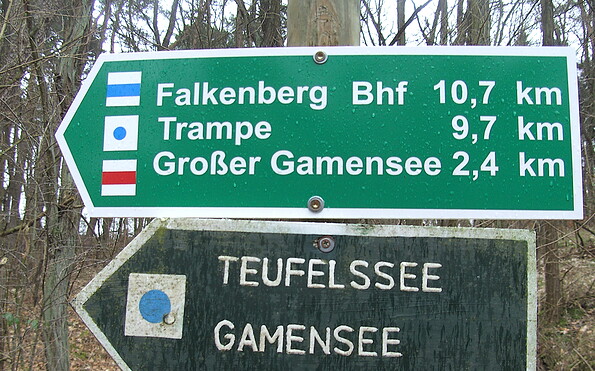 Falkenberg Bhf 10,7 km
Trampe 9,7 km
Großer Gamensee 2,4 km
TEUFELSSEE
GAMENSEE